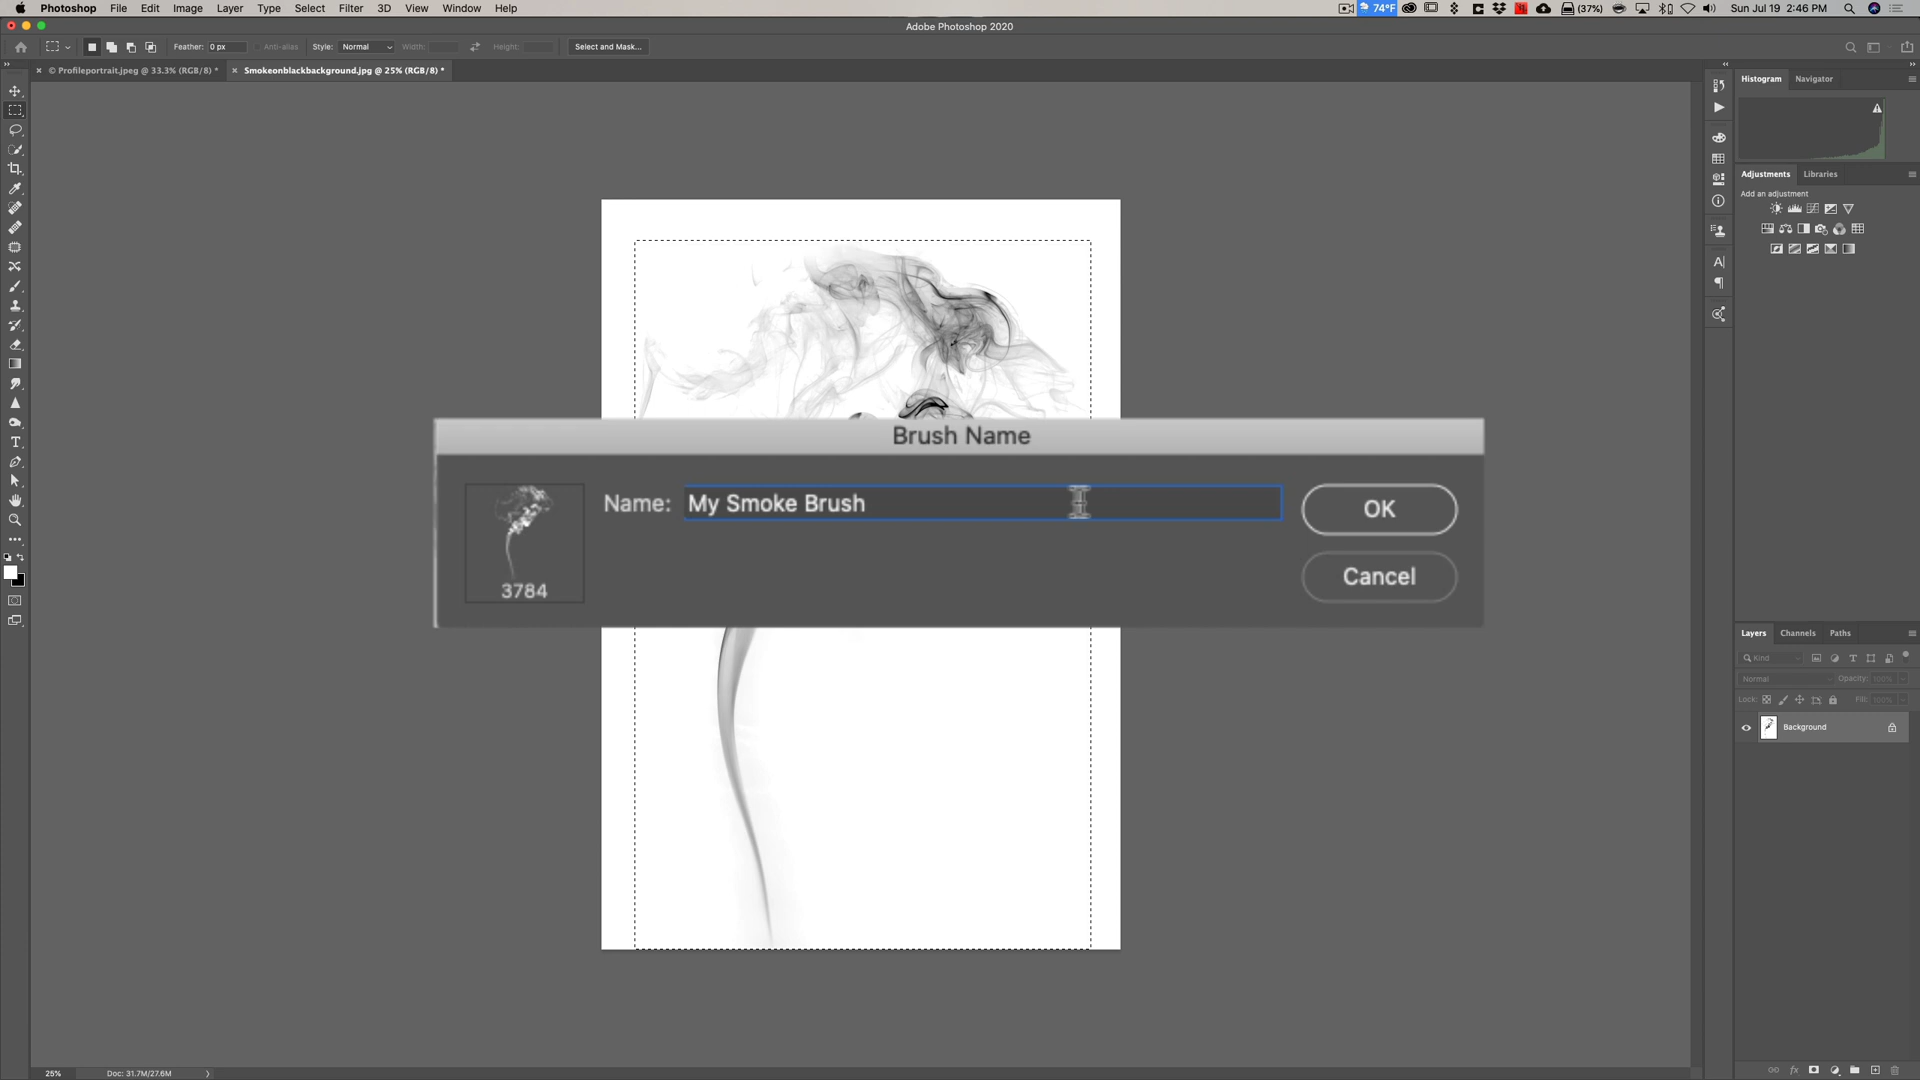 Photoshop File Edit Image Layer Type Select Filter 3D View Window Help 74°F (37%) Sun Jul 19 2:46 PM
Adobe Photoshop 2020
Feather: 0 px Anti-alias Style: Normal Width: Height: Select and Mask...
© Profileportrait.jpeg @ 33.3% (RGB/8) * Smokeonblackbackground.jpg @ 25% (RGB/8) *
Histogram Navigator
Adjustments Libraries
Add an adjustment
Brush Name
Name: My Smoke Brush
OK
Cancel
3784
Layers Channels Paths
Kind
Normal Opacity: 100%
Lock: Fill: 100%
Background
25% Doc: 31.7M/27.6M